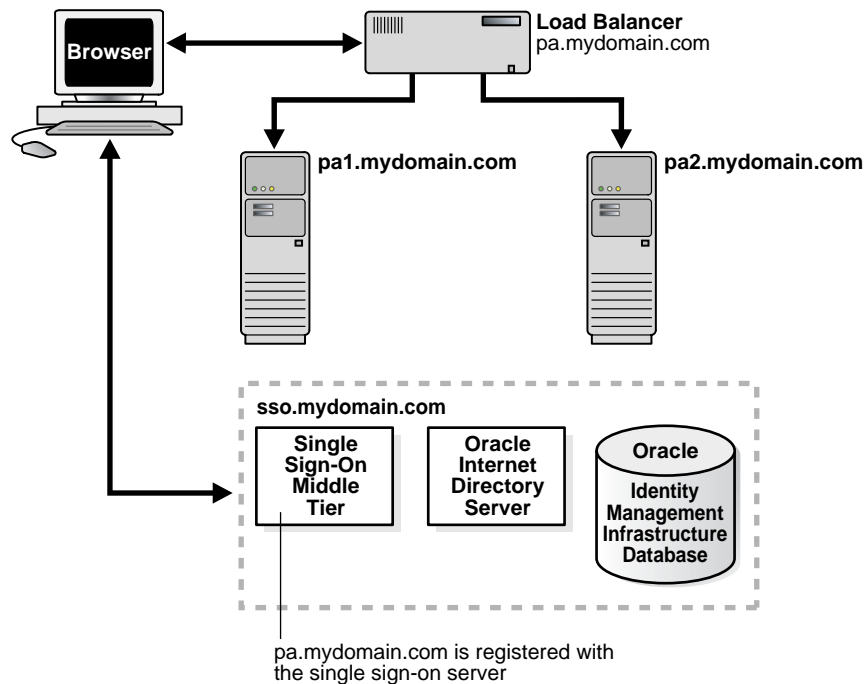 Browser
Load Balancer
pa.mydomain.com
pa1.mydomain.com
pa2.mydomain.com
sso.mydomain.com
Single
Sign-On
Middle
Tier
Oracle
Internet
Directory
Server
Oracle
Identity
Management
Infrastructure
Database
pa.mydomain.com is registered with
the single sign-on server